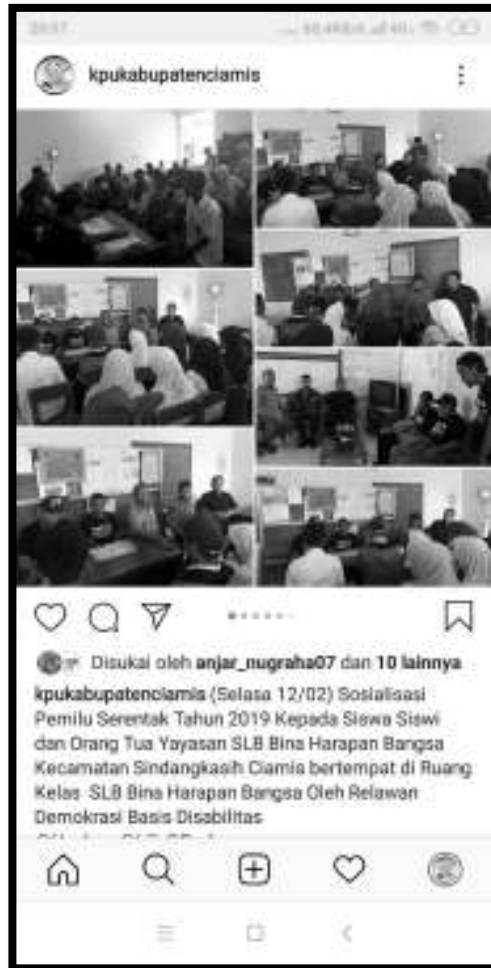 kpukabupatenciamis
Disukai oleh anjar_nugraha07 dan 10 lainnya
kpukabupatenciamis (Selasa 12/02) Sosialisasi
Pemilu Serentak Tahun 2019 Kepada Siswa Siswi
dan Orang Tua Yayasan SLB Bina Harapan Bangsa
Kecamatan Sindangkasih Ciamis bertempat di Ruang
Kelas SLB Bina Harapan Bangsa Oleh Relawan
Demokrasi Basis Disabilitas